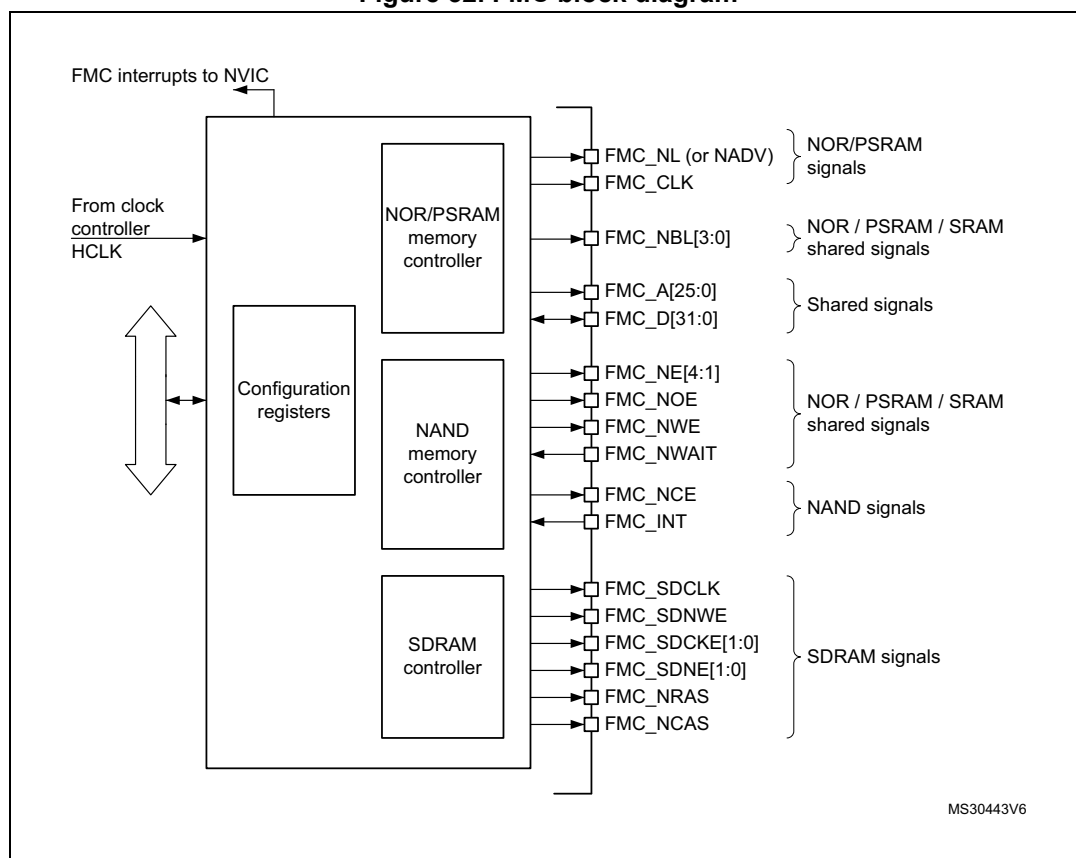 FMC interrupts to NVIC
From clock
controller
HCLK
Configuration
registers
NOR/PSRAM
memory
controller
NAND
memory
controller
SDRAM
controller
FMC_NL (or NADV)
FMC_CLK
NOR/PSRAM
signals
FMC_NBL[3:0]
NOR / PSRAM / SRAM
shared signals
FMC_A[25:0]
FMC_D[31:0]
Shared signals
FMC_NE[4:1]
FMC_NOE
FMC_NWE
FMC_NWAIT
NOR / PSRAM / SRAM
shared signals
FMC_NCE
FMC_INT
NAND signals
FMC_SDCLK
FMC_SDNWE
FMC_SDCKE[1:0]
FMC_SDNE[1:0]
FMC_NRAS
FMC_NCAS
SDRAM signals
MS30443V6